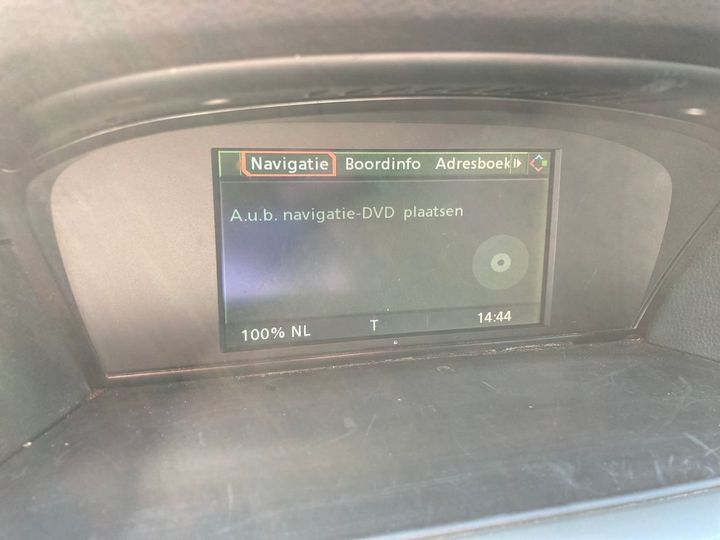 Navigatie Boordinfo Adresboek
A.u.b. navigatie-DVD plaatsen
100% NL T 14:44